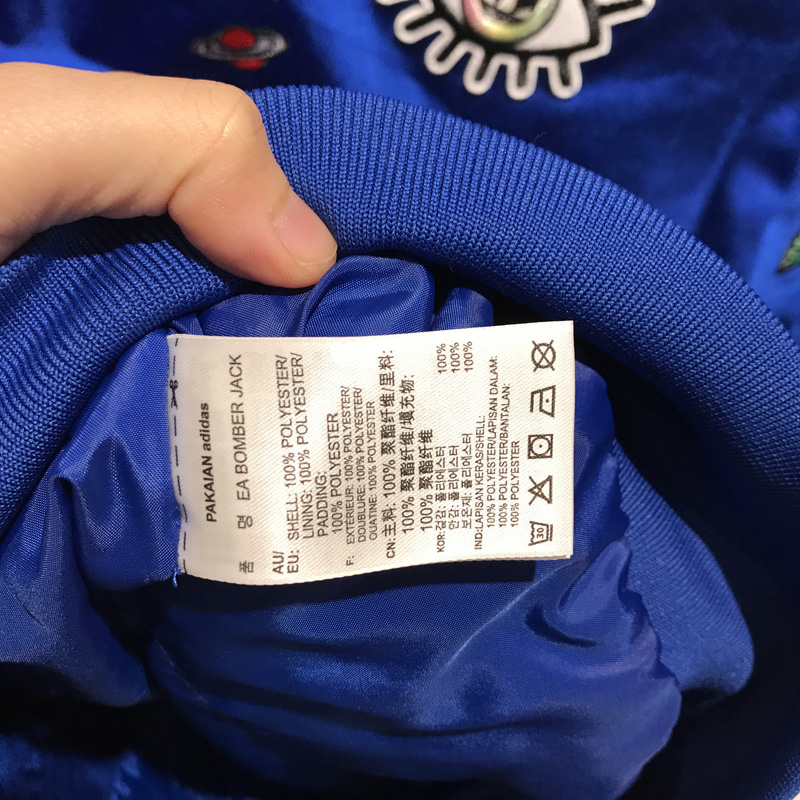 PAKAIAN adidas
품 명 EA BOMBER JACK
AU/
EU: SHELL: 100% POLYESTER/
LINING: 100% POLYESTER/
PADDING:
100% POLYESTER
F: EXTÉRIEUR: 100% POLYESTER/
DOUBLURE: 100% POLYESTER/
OUATINE: 100% POLYESTER
CN: 主料 100% 聚酯纤维/里料:
100% 聚酯纤维/填充物:
100% 聚酯纤维
KOR: 겉감: 폴리에스터 100%
안감: 폴리에스터 100%
보온재: 폴리에스터 100%
IND: LAPISAN KERAS/SHELL:
100% POLYESTER/LAPISAN DALAM:
100% POLYESTER/BANTALAN:
100% POLYESTER
30